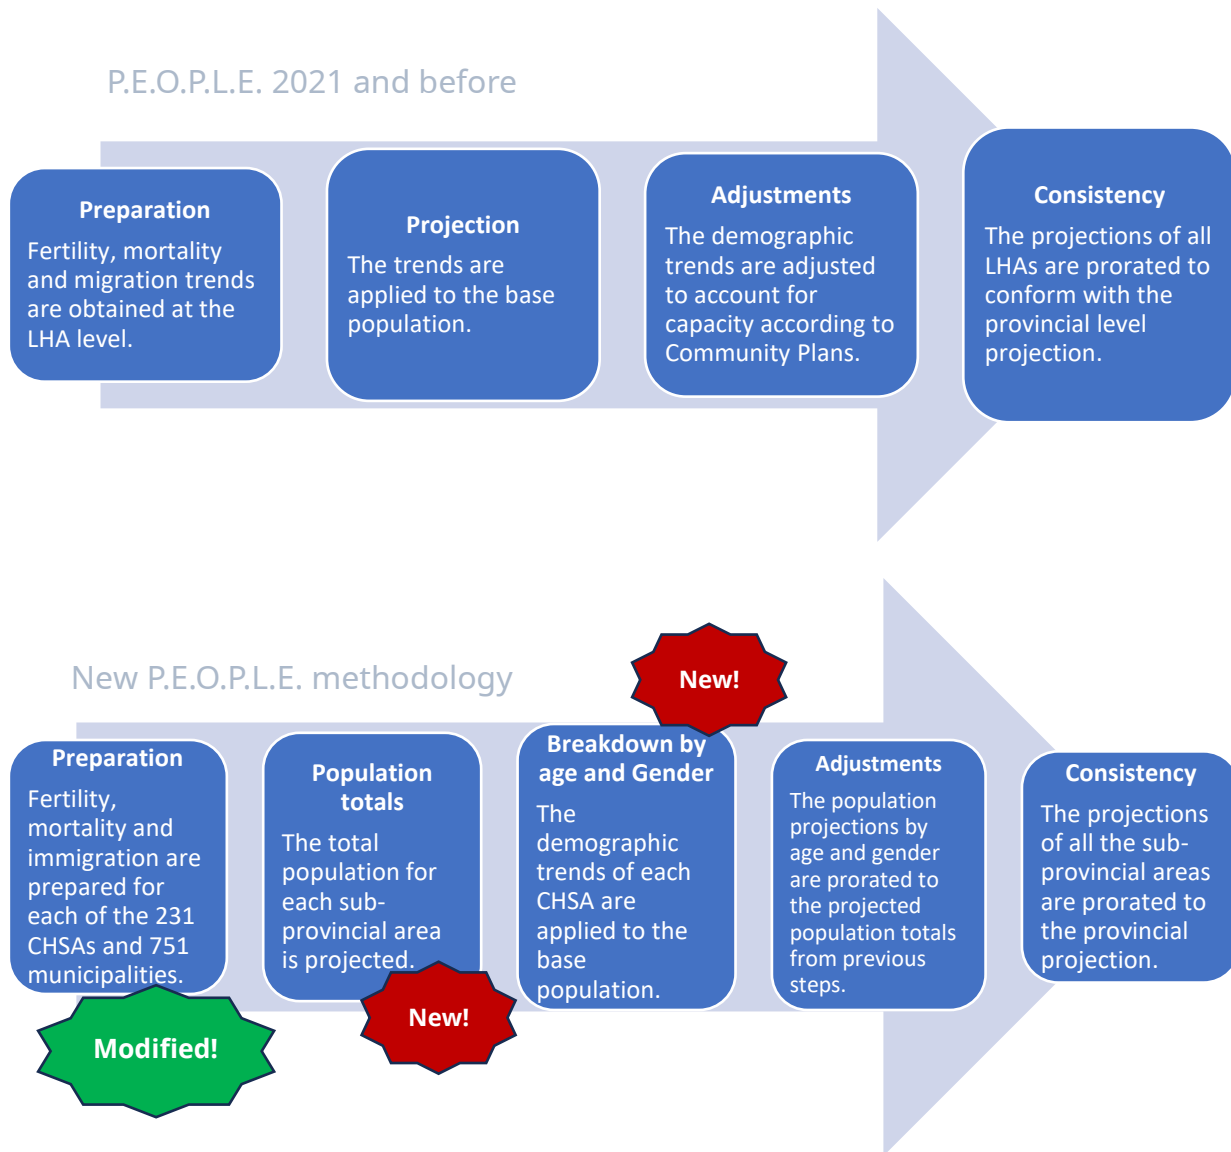 P.E.O.P.L.E. 2021 and before
Preparation
Fertility, mortality
and migration trends
are obtained at the
LHA level.
Projection
The trends are
applied to the base
population.
Adjustments
The demographic
trends are adjusted
to account for
capacity according to
Community Plans.
Consistency
The projections of all
LHAs are prorated to
conform with the
provincial level
projection.
New P.E.O.P.L.E. methodology
Preparation
Fertility,
mortality and
immigration are
prepared for
each of the 231
CHSAs and 751
municipalities.
Modified!
Population
totals
The total
population for
each sub-
provincial area
is projected.
New!
New!
Breakdown by
age and Gender
The
demographic
trends of each
CHSA are
applied to the
base
population.
Adjustments
The population
projections by
age and gender
are prorated to
the projected
population totals
from previous
steps.
Consistency
The projections
of all the sub-
provincial areas
are prorated to
the provincial
projection.